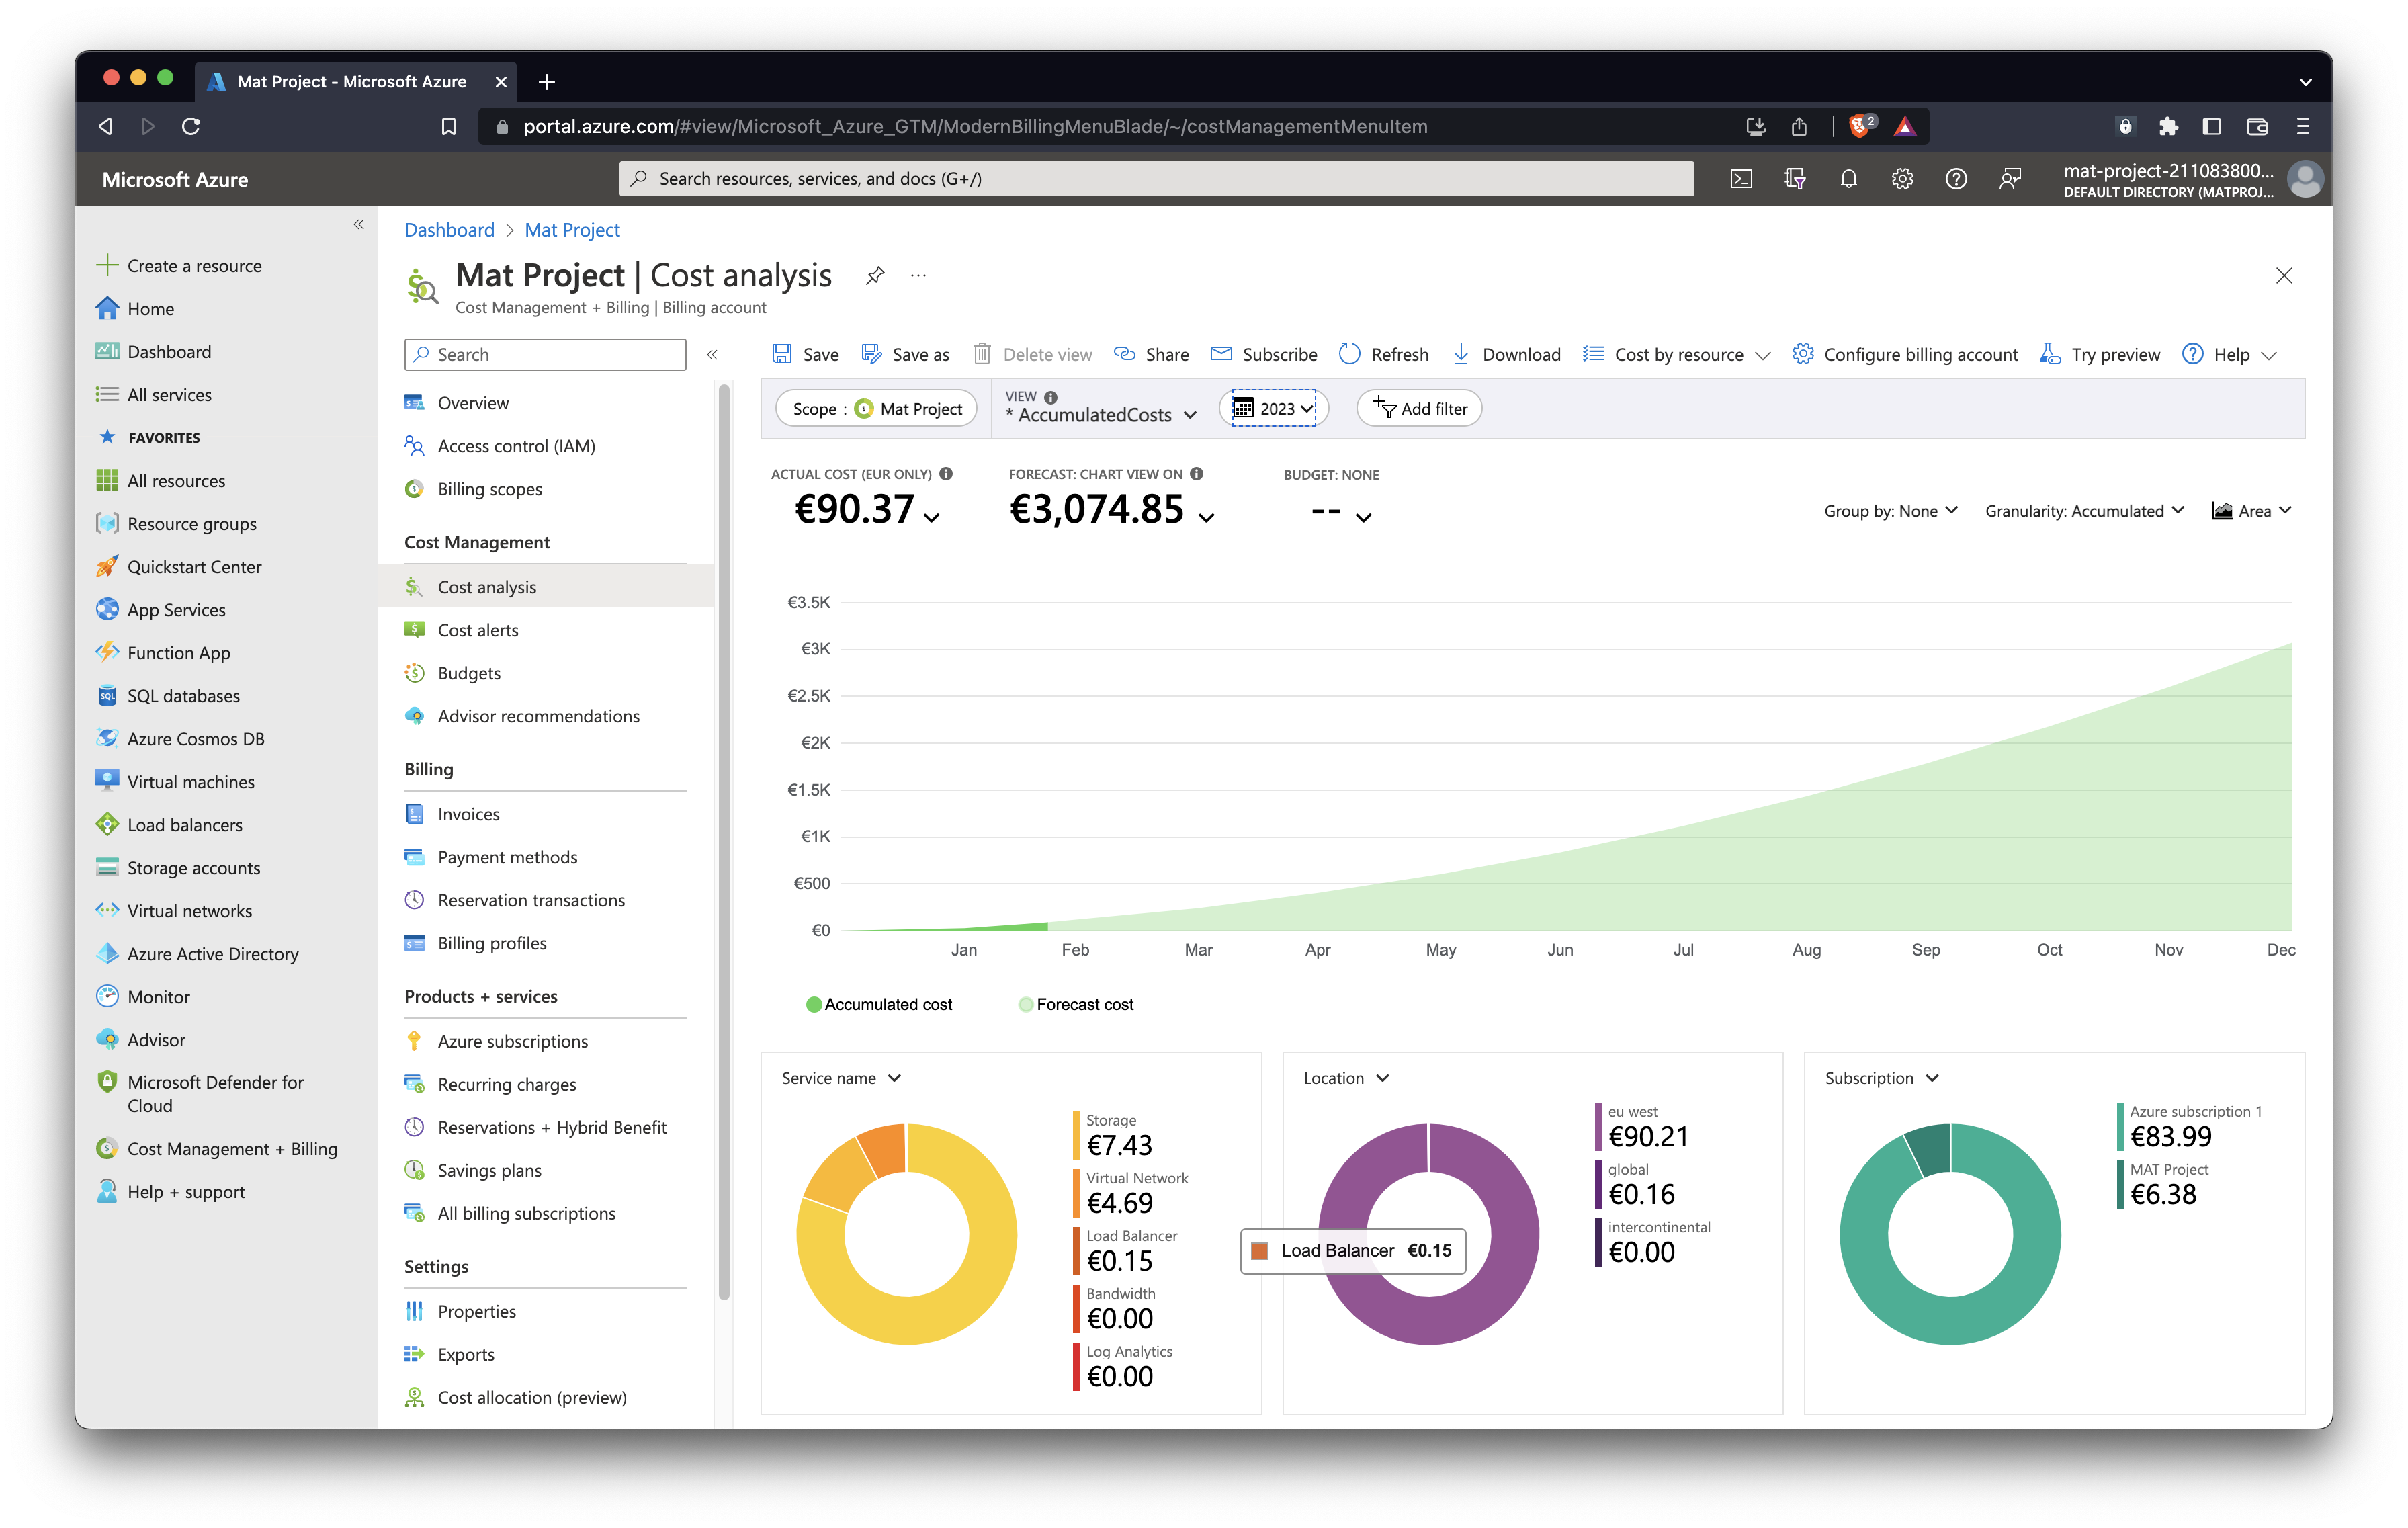 Mat Project - Microsoft Azure
portal.azure.com/#view/Microsoft_Azure_GTM/ModernBillingMenuBlade/~/costManagementMenuItem
2
Microsoft Azure
Search resources, services, and docs (G+/)
mat-project-211083800...
DEFAULT DIRECTORY (MATPROJ...
Create a resource
Home
Dashboard
All services
FAVORITES
All resources
Resource groups
Quickstart Center
App Services
Function App
SQL databases
Azure Cosmos DB
Virtual machines
Load balancers
Storage accounts
Virtual networks
Azure Active Directory
Monitor
Advisor
Microsoft Defender for
Cloud
Cost Management + Billing
Help + support
Dashboard > Mat Project
Mat Project | Cost analysis
Cost Management + Billing | Billing account
Search
Overview
Access control (IAM)
Billing scopes
Cost Management
Cost analysis
Cost alerts
Budgets
Advisor recommendations
Billing
Invoices
Payment methods
Reservation transactions
Billing profiles
Products + services
Azure subscriptions
Recurring charges
Reservations + Hybrid Benefit
Savings plans
All billing subscriptions
Settings
Properties
Exports
Cost allocation (preview)
Save
Save as
Delete view
Share
Subscribe
Refresh
Download
Cost by resource
Configure billing account
Try preview
Help
Scope : Mat Project
VIEW
* AccumulatedCosts
2023
Add filter
ACTUAL COST (EUR ONLY)
€90.37
FORECAST: CHART VIEW ON
€3,074.85
BUDGET: NONE
--
Group by: None
Granularity: Accumulated
Area
€3.5K
€3K
€2.5K
€2K
€1.5K
€1K
€500
€0
Jan Feb Mar Apr May Jun Jul Aug Sep Oct Nov Dec
Accumulated cost
Forecast cost
Service name
Storage
€7.43
Virtual Network
€4.69
Load Balancer
€0.15
Bandwidth
€0.00
Log Analytics
€0.00
Load Balancer €0.15
Location
eu west
€90.21
global
€0.16
intercontinental
€0.00
Subscription
Azure subscription 1
€83.99
MAT Project
€6.38